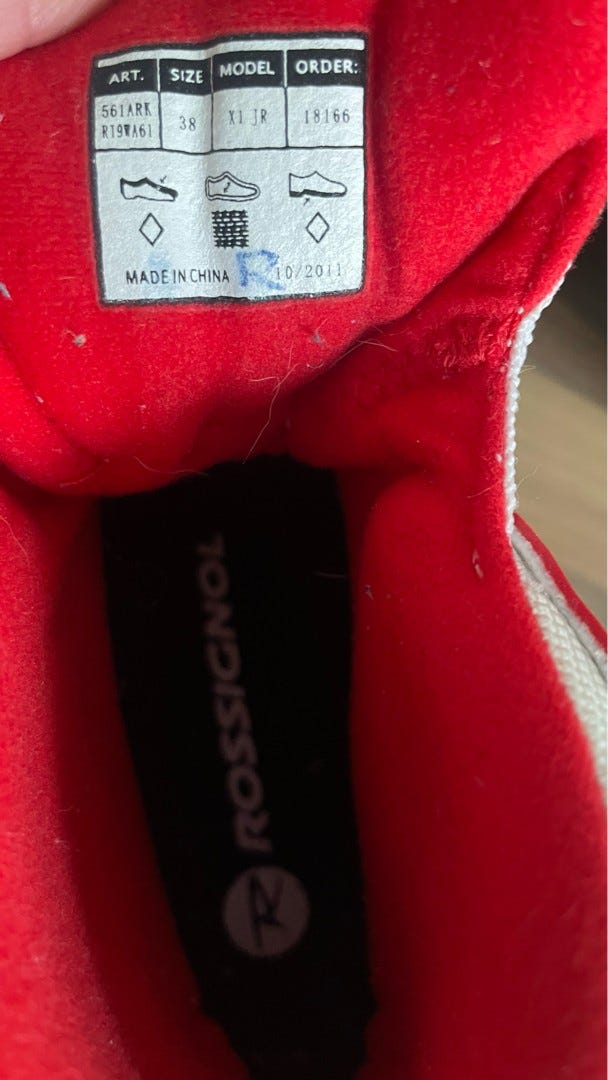 ART. SIZE MODEL ORDER:
561ARK 38 X1 JR 18166
R19WA61
MADE IN CHINA R 10/2011
ROSSIGNOL
R